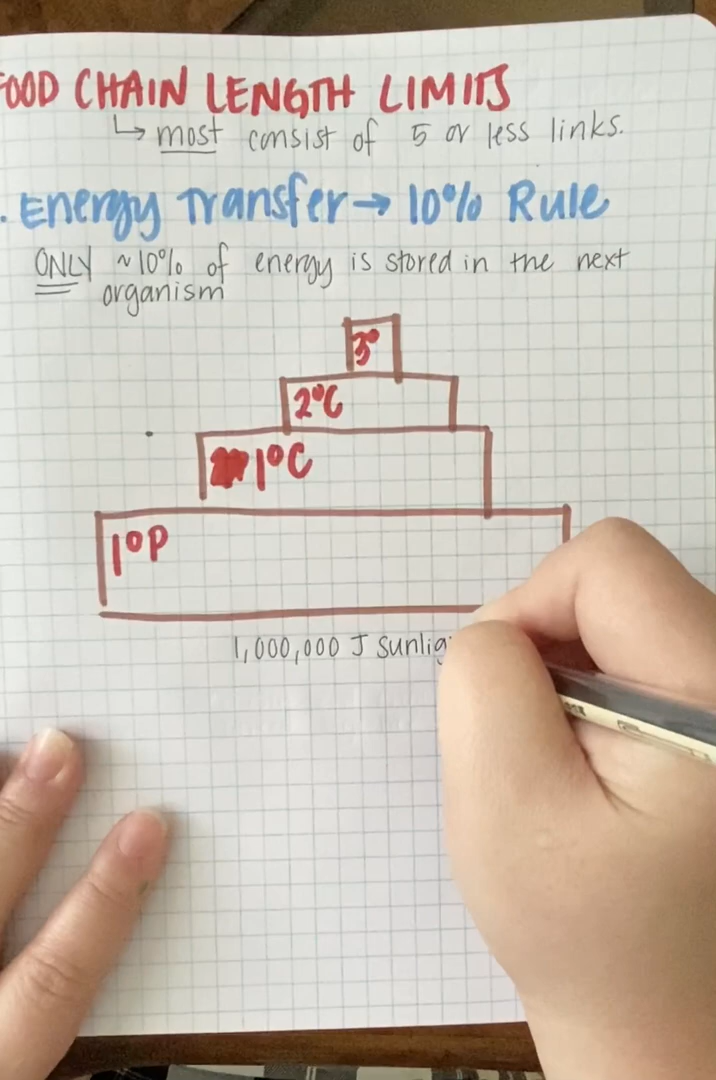 FOOD CHAIN LENGTH LIMITS
↳ most consist of 5 or less links.
. Energy Transfer → 10% Rule
ONLY ~10% of energy is stored in the next
organism
3°
2°C
1°C
1°P
1,000,000 J sunlig